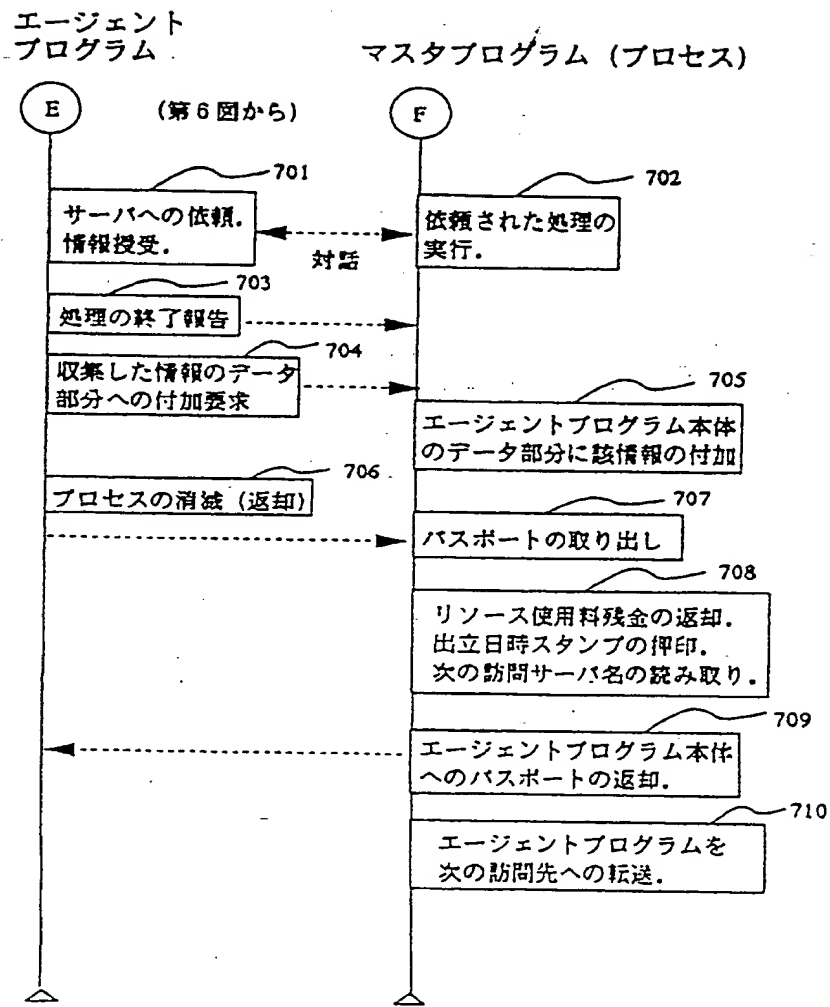 エージェント
プログラム
マスタプログラム (プロセス)
E
(第6図から)
F
701
サーバへの依頼.
情報授受.
対話
702
依頼された処理の
実行.
703
処理の終了報告
704
収集した情報のデータ
部分への付加要求
705
エージェントプログラム本体
のデータ部分に該情報の付加
706
プロセスの消滅 (返却)
707
パスポートの取り出し
708
リソース使用料残金の返却.
出立日時スタンプの押印.
次の訪問サーバ名の読み取り.
709
エージェントプログラム本体
へのパスポートの返却.
710
エージェントプログラムを
次の訪問先への転送.